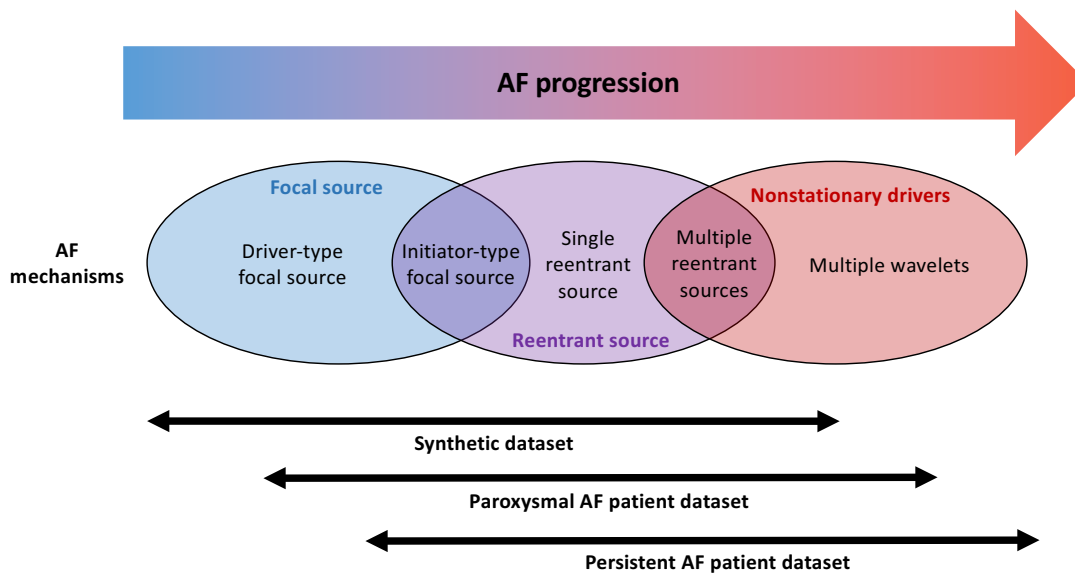 AF progression
Focal source
Nonstationary drivers
AF
mechanisms
Driver-type
focal source
Initiator-type
focal source
Single
reentrant
source
Multiple
reentrant
sources
Multiple wavelets
Reentrant source
Synthetic dataset
Paroxysmal AF patient dataset
Persistent AF patient dataset